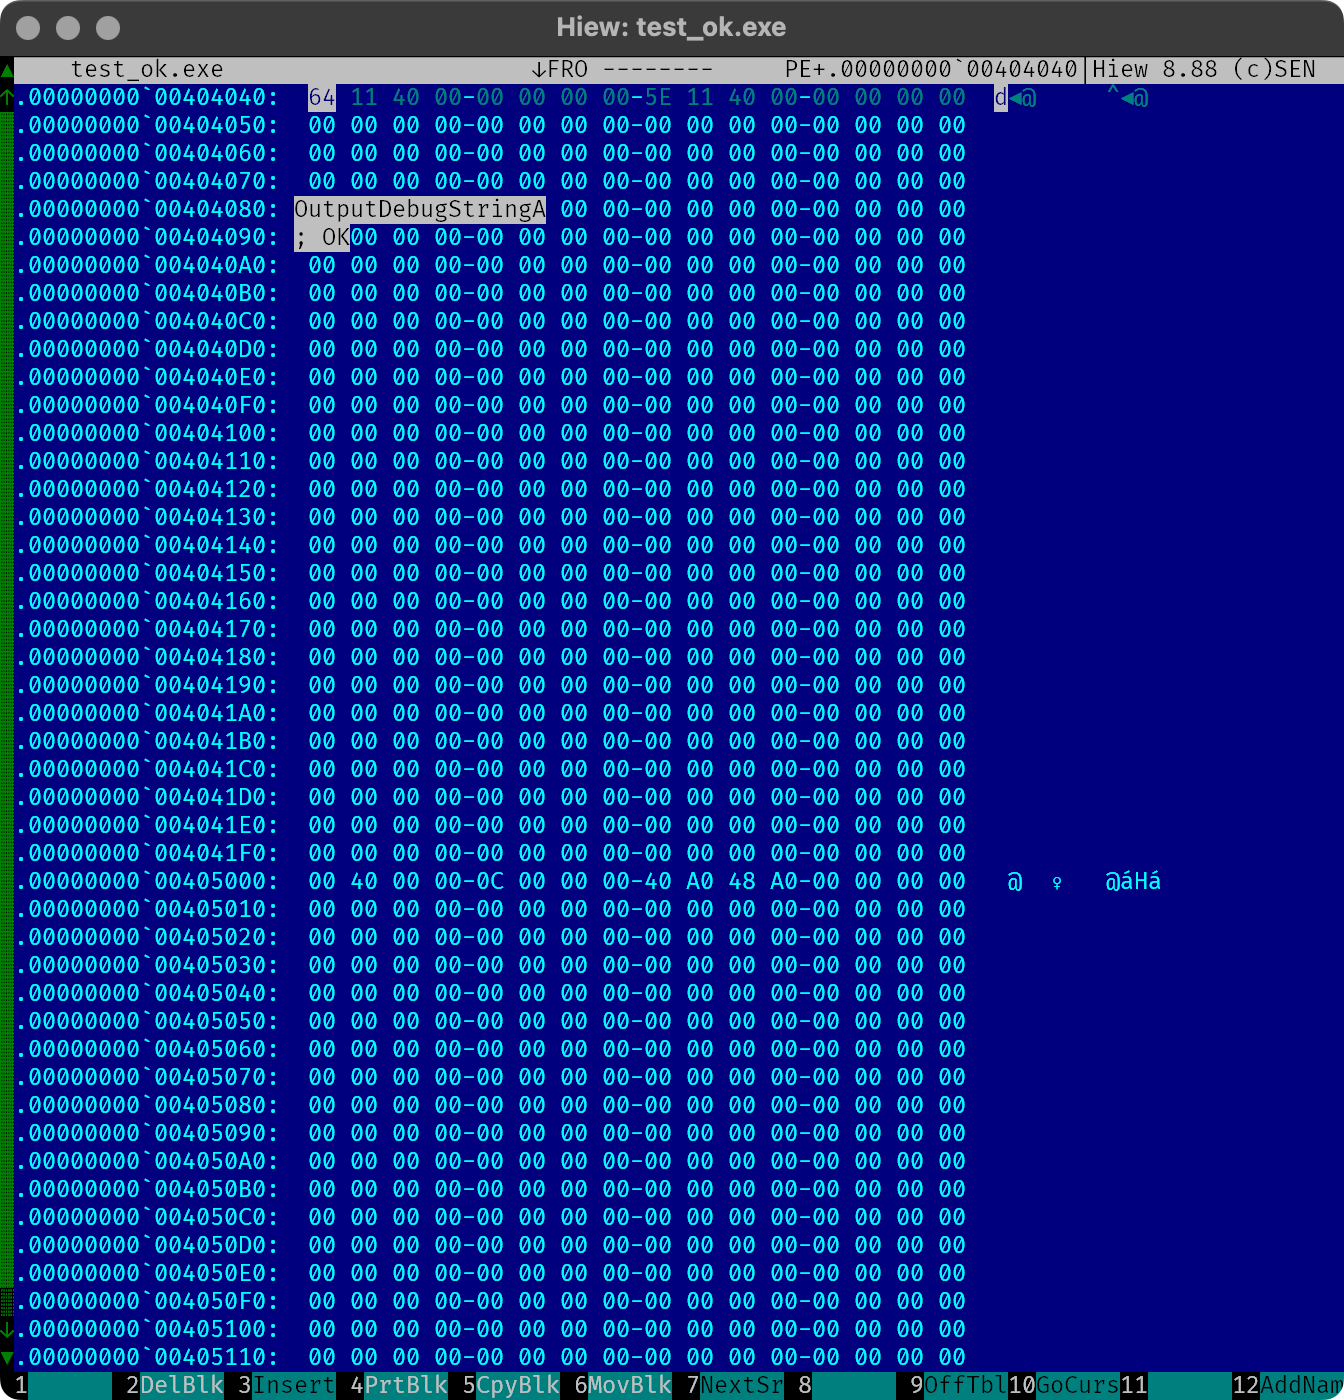 Hiew: test_ok.exe
test_ok.exe ↓FRO -------- PE+.00000000`00404040│Hiew 8.88 (c)SEN
.00000000`00404040: 64 11 40 00-00 00 00 00-5E 11 40 00-00 00 00 00 d◄@ ^◄@
.00000000`00404050: 00 00 00 00-00 00 00 00-00 00 00 00-00 00 00 00
.00000000`00404060: 00 00 00 00-00 00 00 00-00 00 00 00-00 00 00 00
.00000000`00404070: 00 00 00 00-00 00 00 00-00 00 00 00-00 00 00 00
.00000000`00404080: OutputDebugStringA 00 00 00 00-00 00 00 00 00 00
.00000000`00404090: ; OK00 00 00-00 00 00 00-00 00 00 00-00 00 00 00
.00000000`004040A0: 00 00 00 00-00 00 00 00-00 00 00 00-00 00 00 00
.00000000`004040B0: 00 00 00 00-00 00 00 00-00 00 00 00-00 00 00 00
.00000000`004040C0: 00 00 00 00-00 00 00 00-00 00 00 00-00 00 00 00
.00000000`004040D0: 00 00 00 00-00 00 00 00-00 00 00 00-00 00 00 00
.00000000`004040E0: 00 00 00 00-00 00 00 00-00 00 00 00-00 00 00 00
.00000000`004040F0: 00 00 00 00-00 00 00 00-00 00 00 00-00 00 00 00
.00000000`00404100: 00 00 00 00-00 00 00 00-00 00 00 00-00 00 00 00
.00000000`00404110: 00 00 00 00-00 00 00 00-00 00 00 00-00 00 00 00
.00000000`00404120: 00 00 00 00-00 00 00 00-00 00 00 00-00 00 00 00
.00000000`00404130: 00 00 00 00-00 00 00 00-00 00 00 00-00 00 00 00
.00000000`00404140: 00 00 00 00-00 00 00 00-00 00 00 00-00 00 00 00
.00000000`00404150: 00 00 00 00-00 00 00 00-00 00 00 00-00 00 00 00
.00000000`00404160: 00 00 00 00-00 00 00 00-00 00 00 00-00 00 00 00
.00000000`00404170: 00 00 00 00-00 00 00 00-00 00 00 00-00 00 00 00
.00000000`00404180: 00 00 00 00-00 00 00 00-00 00 00 00-00 00 00 00
.00000000`00404190: 00 00 00 00-00 00 00 00-00 00 00 00-00 00 00 00
.00000000`004041A0: 00 00 00 00-00 00 00 00-00 00 00 00-00 00 00 00
.00000000`004041B0: 00 00 00 00-00 00 00 00-00 00 00 00-00 00 00 00
.00000000`004041C0: 00 00 00 00-00 00 00 00-00 00 00 00-00 00 00 00
.00000000`004041D0: 00 00 00 00-00 00 00 00-00 00 00 00-00 00 00 00
.00000000`004041E0: 00 00 00 00-00 00 00 00-00 00 00 00-00 00 00 00
.00000000`004041F0: 00 00 00 00-00 00 00 00-00 00 00 00-00 00 00 00
.00000000`00405000: 00 40 00 00-0C 00 00 00-40 A0 48 A0-00 00 00 00 @ ♀ @áHá
.00000000`00405010: 00 00 00 00-00 00 00 00-00 00 00 00-00 00 00 00
.00000000`00405020: 00 00 00 00-00 00 00 00-00 00 00 00-00 00 00 00
.00000000`00405030: 00 00 00 00-00 00 00 00-00 00 00 00-00 00 00 00
.00000000`00405040: 00 00 00 00-00 00 00 00-00 00 00 00-00 00 00 00
.00000000`00405050: 00 00 00 00-00 00 00 00-00 00 00 00-00 00 00 00
.00000000`00405060: 00 00 00 00-00 00 00 00-00 00 00 00-00 00 00 00
.00000000`00405070: 00 00 00 00-00 00 00 00-00 00 00 00-00 00 00 00
.00000000`00405080: 00 00 00 00-00 00 00 00-00 00 00 00-00 00 00 00
.00000000`00405090: 00 00 00 00-00 00 00 00-00 00 00 00-00 00 00 00
.00000000`004050A0: 00 00 00 00-00 00 00 00-00 00 00 00-00 00 00 00
.00000000`004050B0: 00 00 00 00-00 00 00 00-00 00 00 00-00 00 00 00
.00000000`004050C0: 00 00 00 00-00 00 00 00-00 00 00 00-00 00 00 00
.00000000`004050D0: 00 00 00 00-00 00 00 00-00 00 00 00-00 00 00 00
.00000000`004050E0: 00 00 00 00-00 00 00 00-00 00 00 00-00 00 00 00
.00000000`004050F0: 00 00 00 00-00 00 00 00-00 00 00 00-00 00 00 00
.00000000`00405100: 00 00 00 00-00 00 00 00-00 00 00 00-00 00 00 00
.00000000`00405110: 00 00 00 00-00 00 00 00-00 00 00 00-00 00 00 00
1 2DelBlk 3Insert 4PrtBlk 5CpyBlk 6MovBlk 7NextSr 8 9OffTbl10GoCurs11 12AddNam